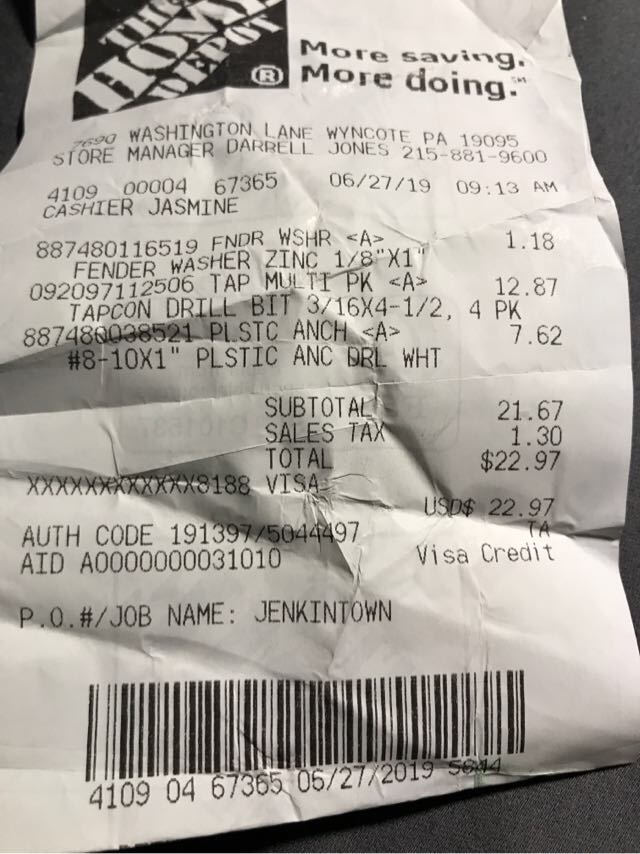 THE
HOME
DEPOT
®
More saving.
More doing.℠
7690 WASHINGTON LANE WYNCOTE PA 19095
STORE MANAGER DARRELL JONES 215-881-9600
4109 00004 67365 06/27/19 09:13 AM
CASHIER JASMINE
887480116519 FNDR WSHR <A> 1.18
FENDER WASHER ZINC 1/8"X1"
092097112506 TAP MULTI PK <A> 12.87
TAPCON DRILL BIT 3/16X4-1/2, 4 PK
887480038521 PLSTC ANCH <A> 7.62
#8-10X1" PLSTIC ANC DRL WHT
SUBTOTAL 21.67
SALES TAX 1.30
TOTAL $22.97
XXXXXXXXXXXX8188 VISA
USD$ 22.97
AUTH CODE 191397/5044497 TA
AID A0000000031010 Visa Credit
P.O.#/JOB NAME: JENKINTOWN
4109 04 67365 06/27/2019